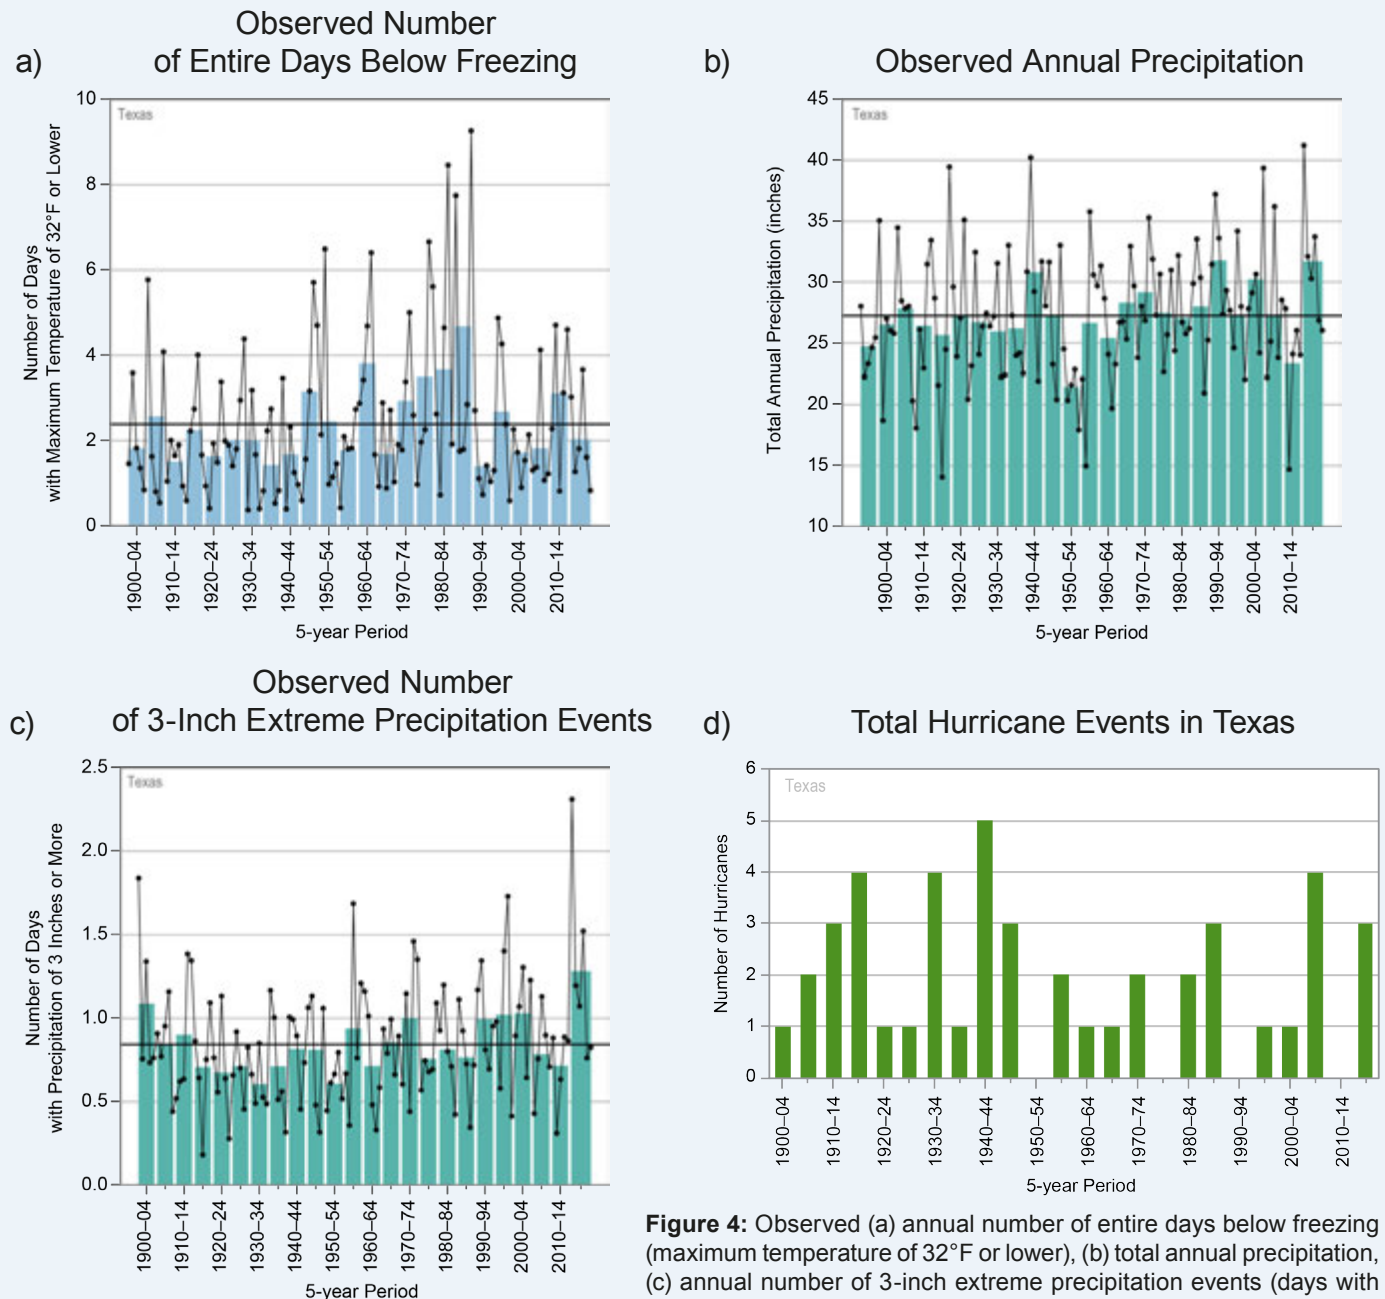 a)
Observed Number
of Entire Days Below Freezing
Texas
Number of Days
with Maximum Temperature of 32°F or Lower
10
8
6
4
2
0
1900–04
1910–14
1920–24
1930–34
1940–44
1950–54
1960–64
1970–74
1980–84
1990–94
2000–04
2010–14
5-year Period
b)
Observed Annual Precipitation
Texas
Total Annual Precipitation (inches)
45
40
35
30
25
20
15
10
1900–04
1910–14
1920–24
1930–34
1940–44
1950–54
1960–64
1970–74
1980–84
1990–94
2000–04
2010–14
5-year Period
c)
Observed Number
of 3-Inch Extreme Precipitation Events
Texas
Number of Days
with Precipitation of 3 Inches or More
2.5
2.0
1.5
1.0
0.5
0.0
1900–04
1910–14
1920–24
1930–34
1940–44
1950–54
1960–64
1970–74
1980–84
1990–94
2000–04
2010–14
5-year Period
d)
Total Hurricane Events in Texas
Texas
Number of Hurricanes
6
5
4
3
2
1
0
1900–04
1910–14
1920–24
1930–34
1940–44
1950–54
1960–64
1970–74
1980–84
1990–94
2000–04
2010–14
5-year Period
Figure 4: Observed (a) annual number of entire days below freezing
(maximum temperature of 32°F or lower), (b) total annual precipitation,
(c) annual number of 3-inch extreme precipitation events (days with